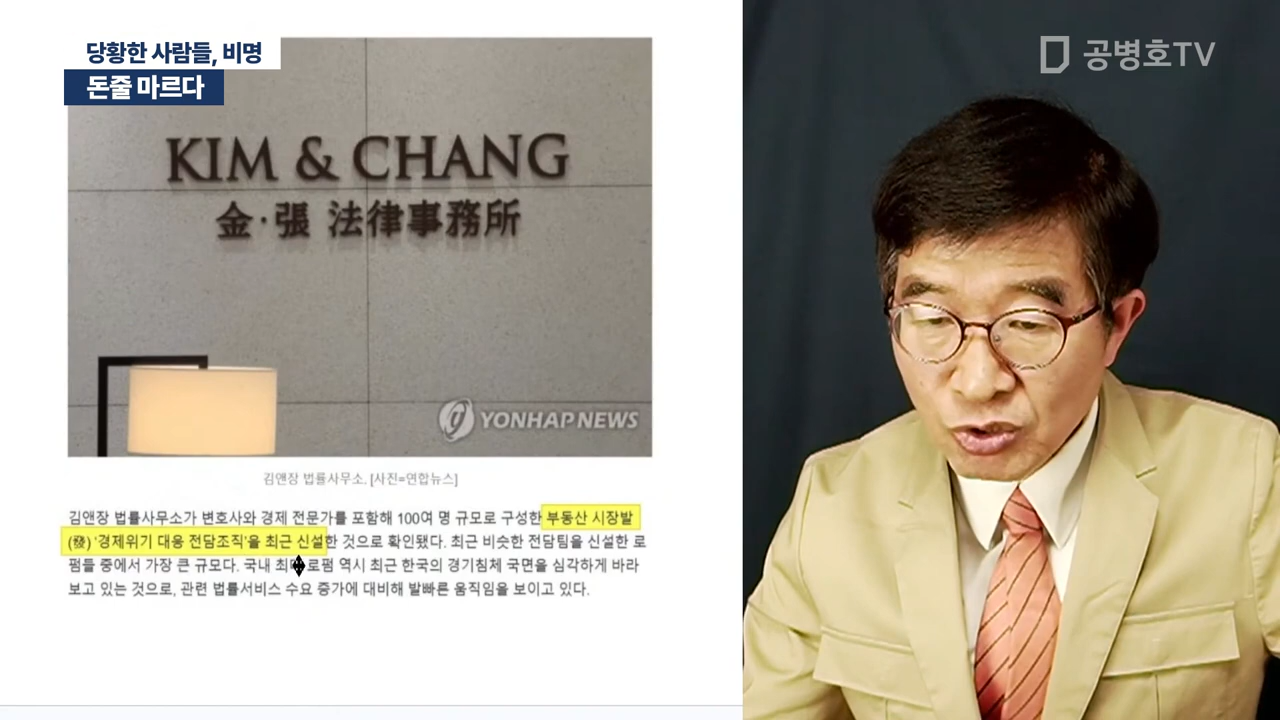 당황한 사람들, 비명
돈줄 마르다
공병호TV
KIM & CHANG
金·張 法律事務所
YONHAP NEWS
김앤장 법률사무소. [사진=연합뉴스]
김앤장 법률사무소가 변호사와 경제 전문가를 포함해 100여 명 규모로 구성한 부동산 시장발
(發) '경제위기 대응 전담조직'을 최근 신설한 것으로 확인됐다. 최근 비슷한 전담팀을 신설한 로
펌들 중에서 가장 큰 규모다. 국내 최대 로펌 역시 최근 한국의 경기침체 국면을 심각하게 바라
보고 있는 것으로, 관련 법률서비스 수요 증가에 대비해 발빠른 움직임을 보이고 있다.